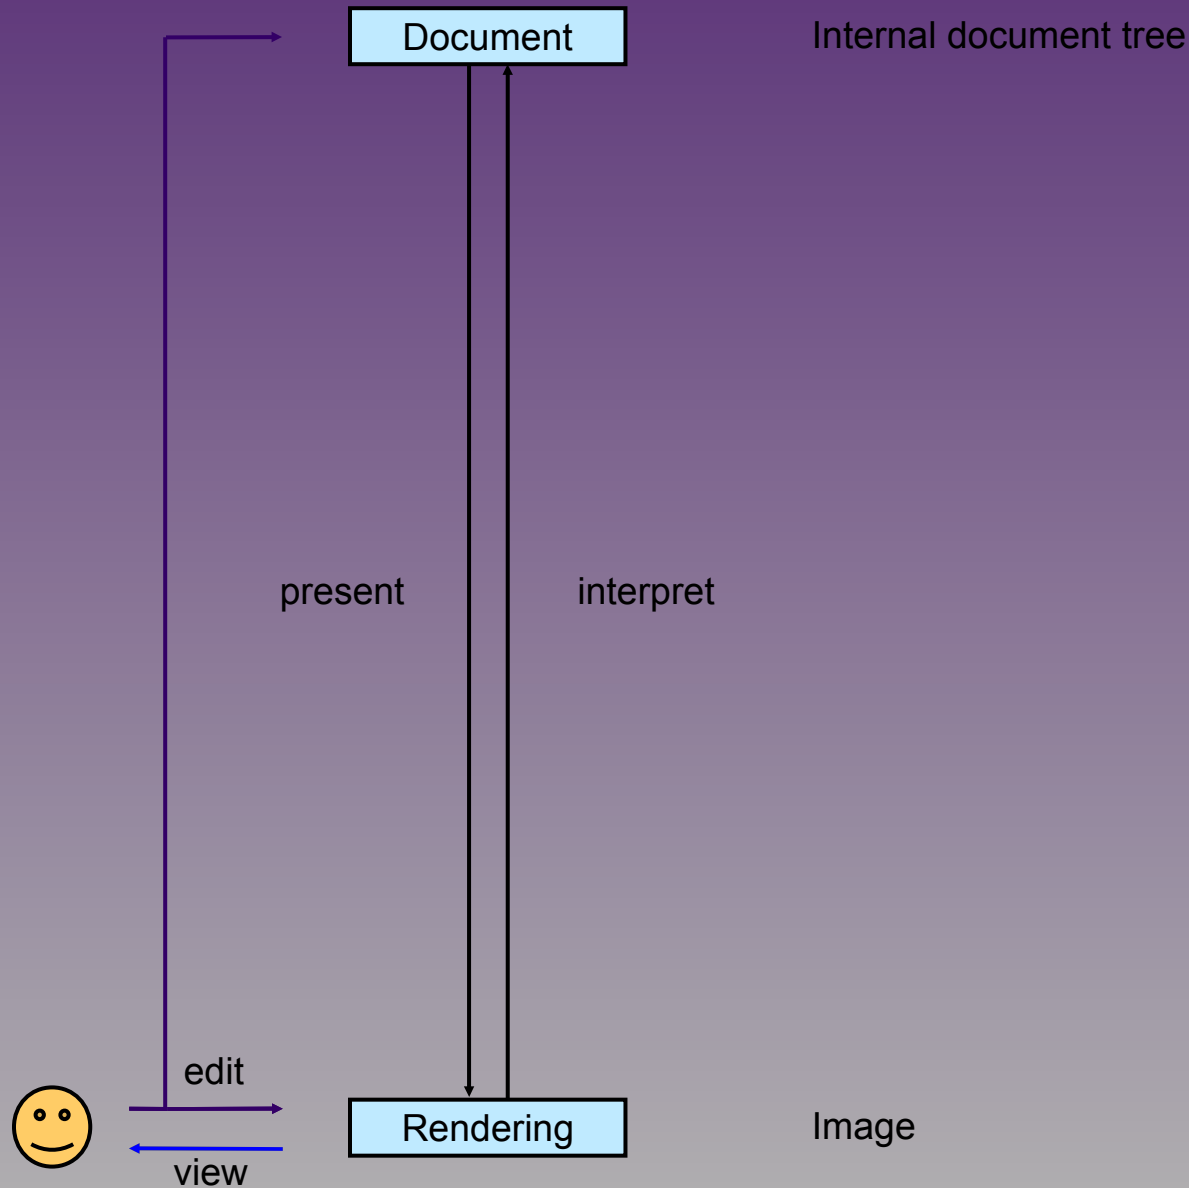 Document
Internal document tree
present
interpret
edit
Rendering
Image
view